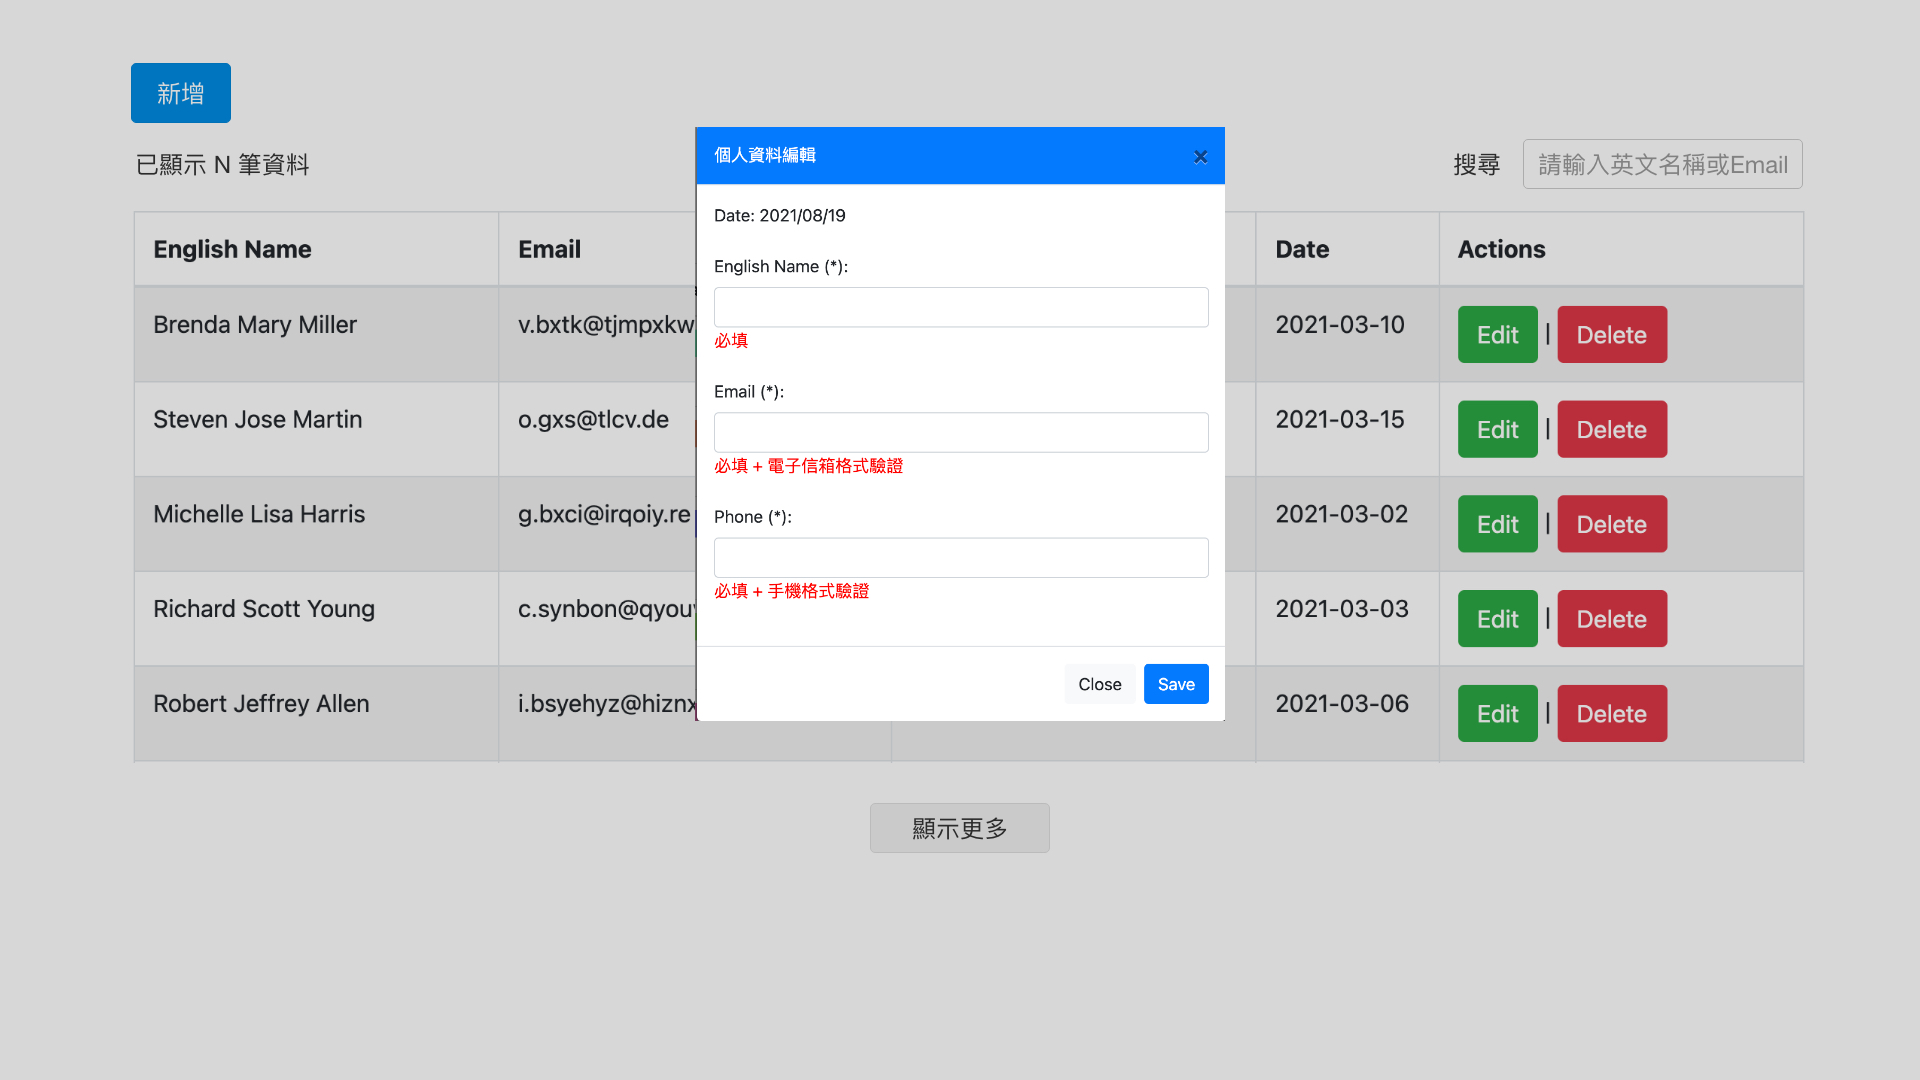 新增
已顯示 N 筆資料
搜尋 請輸入英文名稱或Email
English Name Email Date Actions
Brenda Mary Miller v.bxtk@tjmpxkw 2021-03-10 Edit | Delete
Steven Jose Martin o.gxs@tlcv.de 2021-03-15 Edit | Delete
Michelle Lisa Harris g.bxci@irqoiy.re 2021-03-02 Edit | Delete
Richard Scott Young c.synbon@qyou 2021-03-03 Edit | Delete
Robert Jeffrey Allen i.bsyehyz@hiznx 2021-03-06 Edit | Delete
顯示更多
個人資料編輯 ×
Date: 2021/08/19
English Name (*):
必填
Email (*):
必填 + 電子信箱格式驗證
Phone (*):
必填 + 手機格式驗證
Close Save